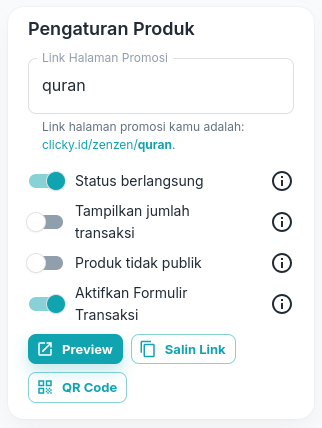 Pengaturan Produk
Link Halaman Promosi
quran
Link halaman promosi kamu adalah:
clicky.id/zenzen/quran.
Status berlangsung
Tampilkan jumlah
transaksi
Produk tidak publik
Aktifkan Formulir
Transaksi
Preview
Salin Link
QR Code